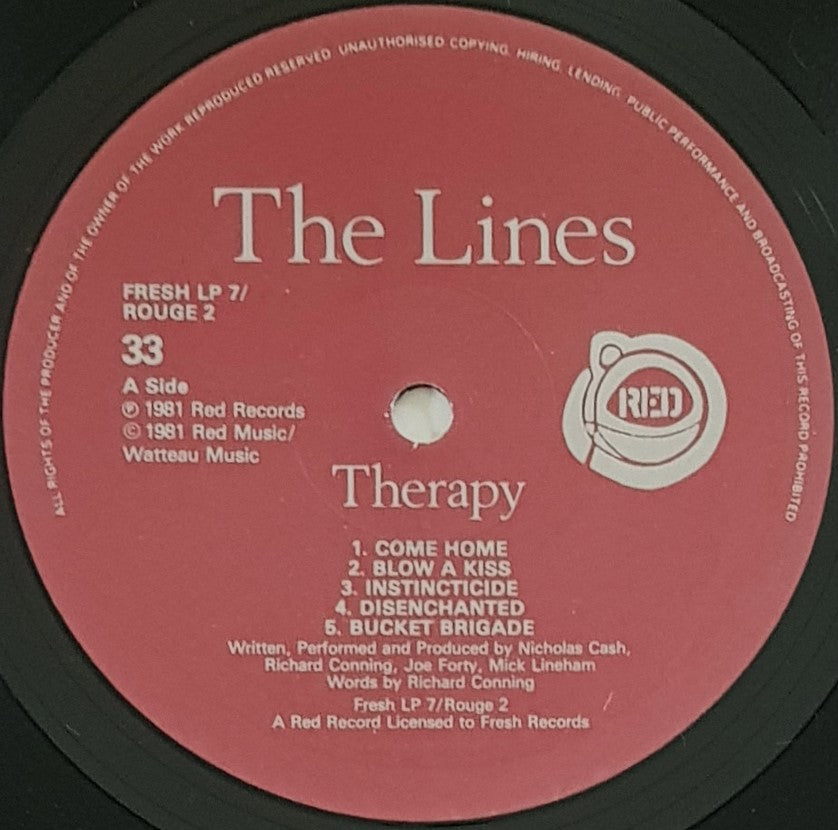 ALL RIGHTS OF THE PRODUCER AND OF THE OWNER OF THE WORK REPRODUCED RESERVED. UNAUTHORISED COPYING, HIRING, LENDING, PUBLIC PERFORMANCE AND BROADCASTING OF THIS RECORD PROHIBITED
The Lines
FRESH LP 7/
ROUGE 2
33
A Side
℗ 1981 Red Records
© 1981 Red Music/
Watteau Music
RED
Therapy
1. COME HOME
2. BLOW A KISS
3. INSTINCTICIDE
4. DISENCHANTED
5. BUCKET BRIGADE
Written, Performed and Produced by Nicholas Cash,
Richard Conning, Joe Forty, Mick Lineham
Words by Richard Conning
Fresh LP 7/Rouge 2
A Red Record Licensed to Fresh Records